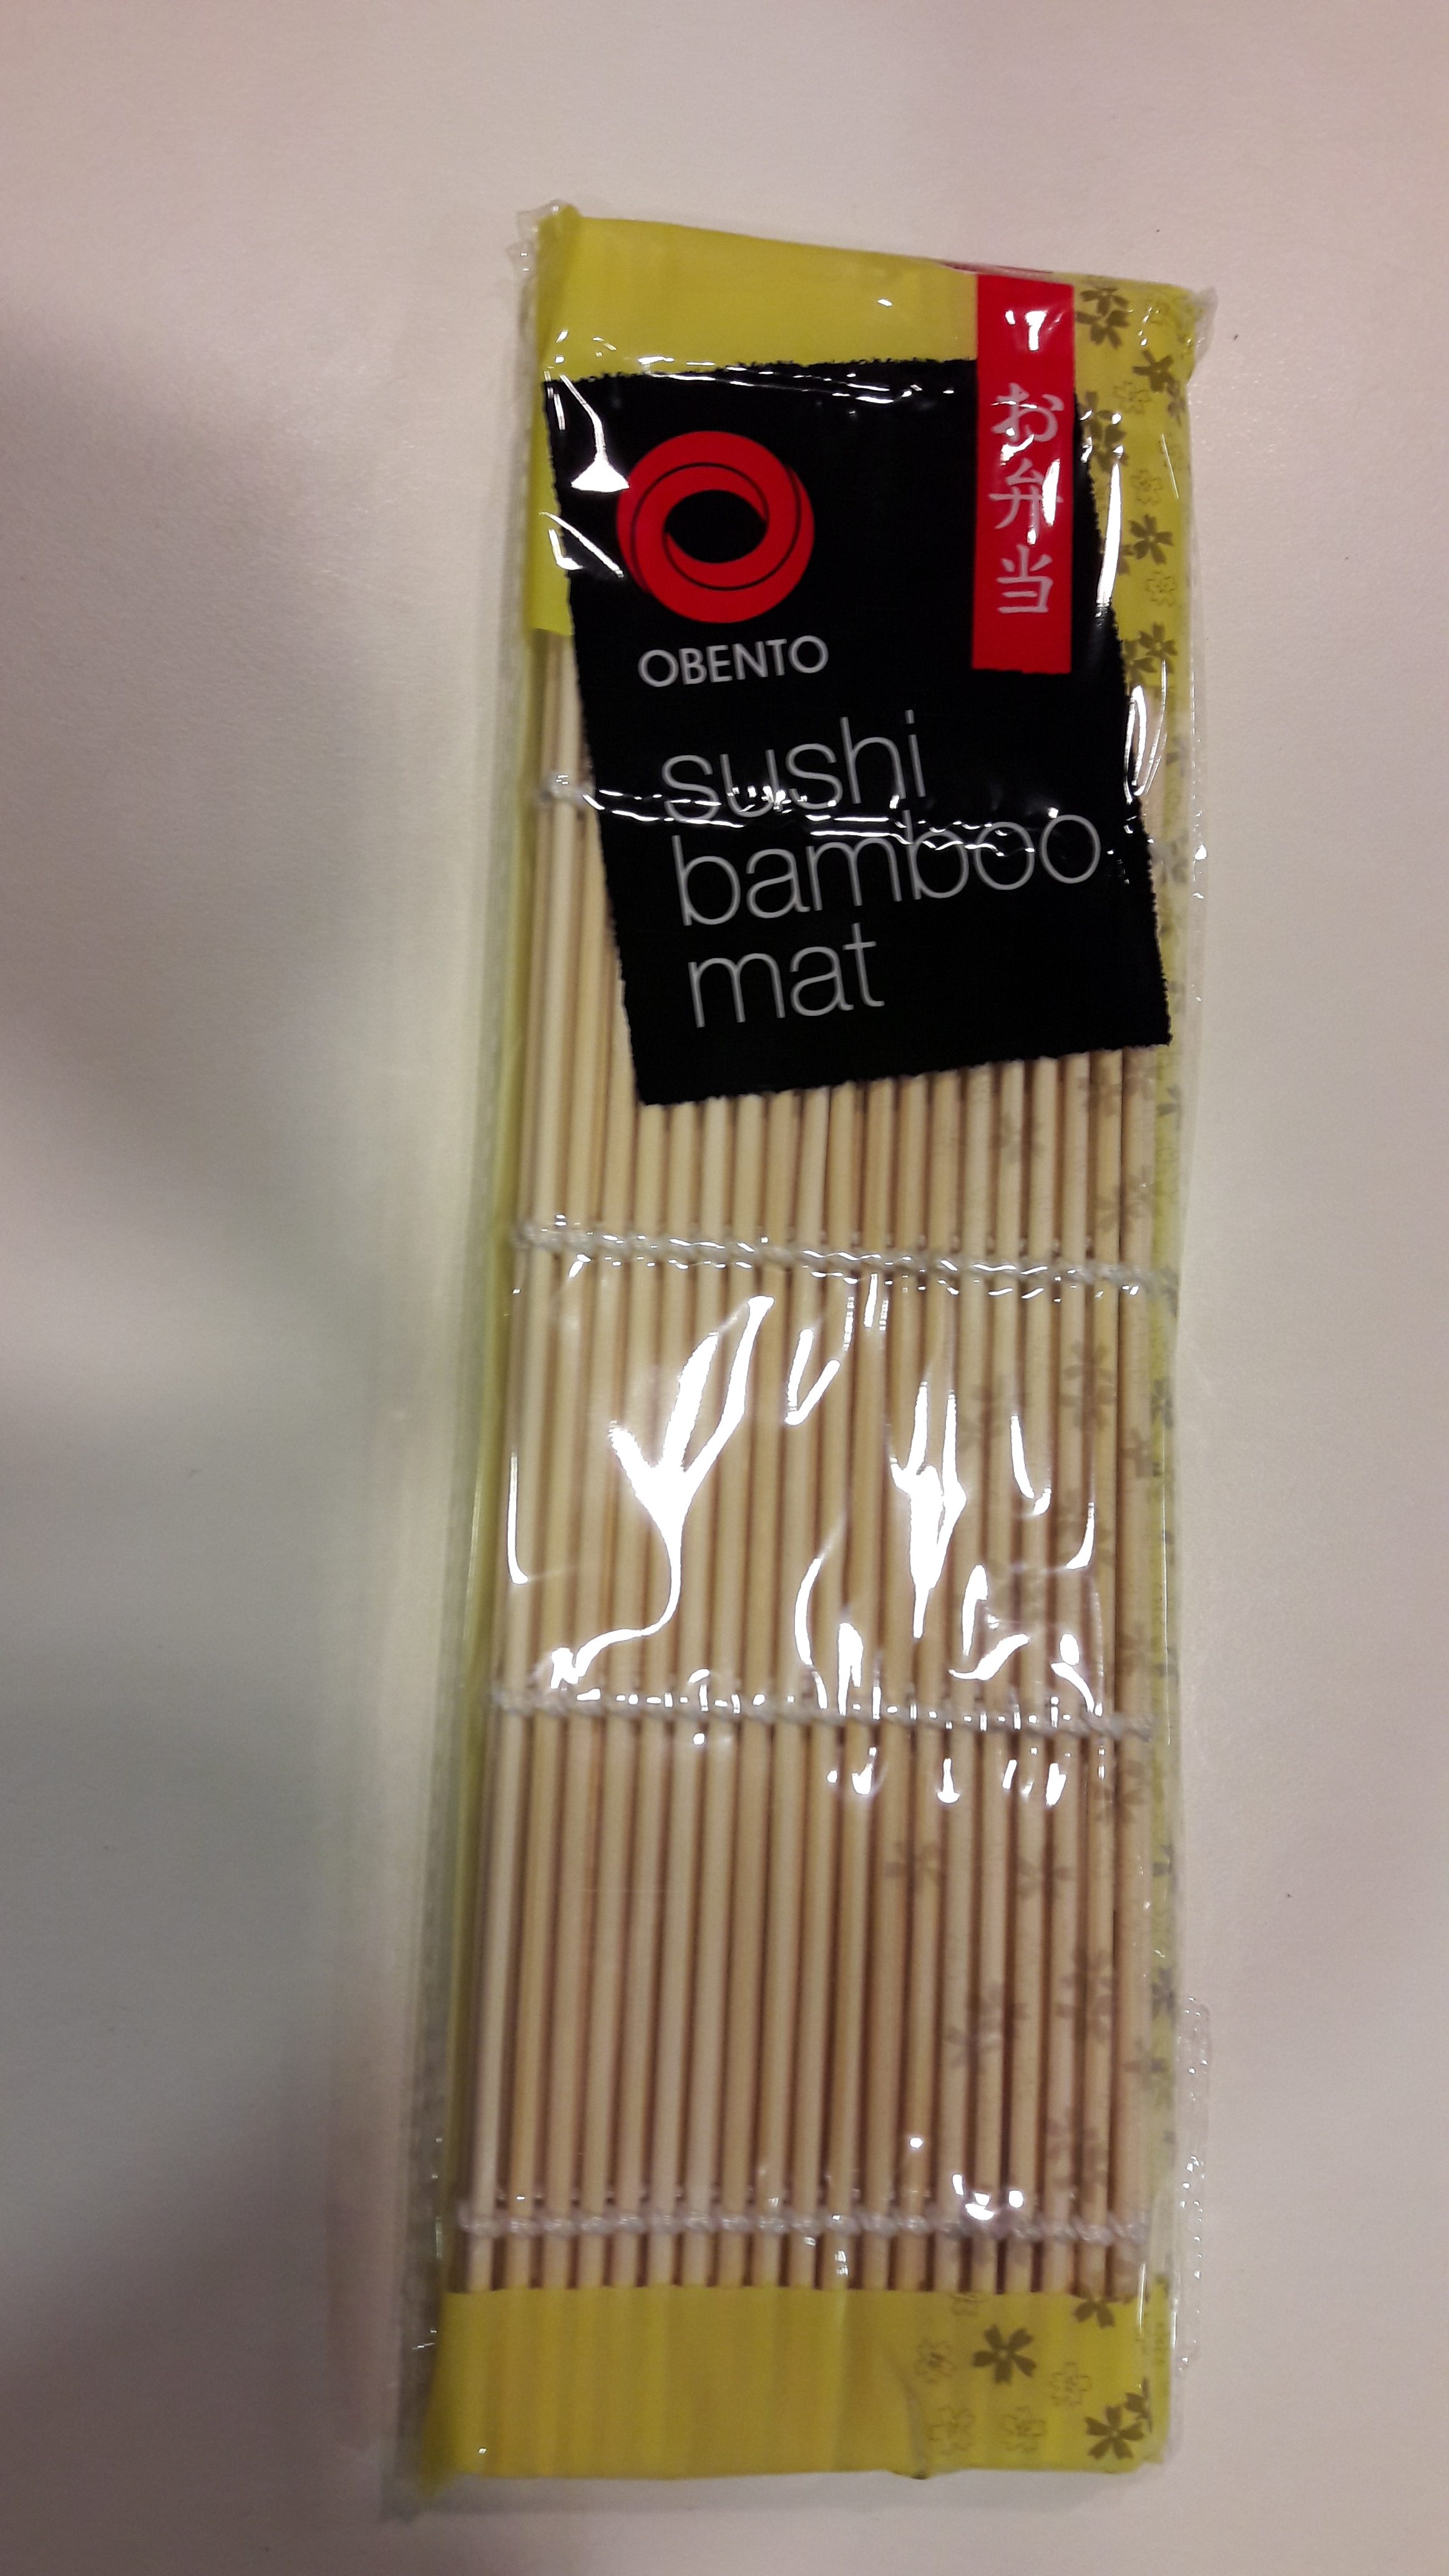 お弁当
OBENTO
sushi
bamboo
mat